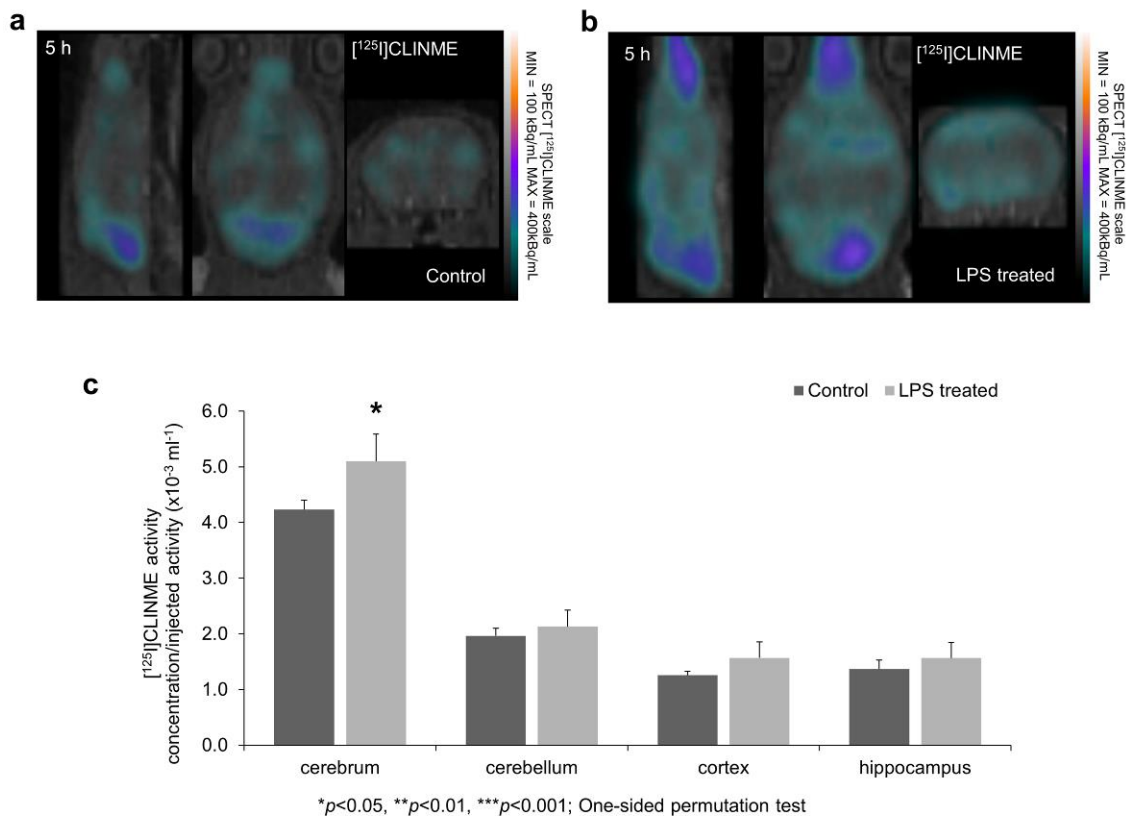 a
5 h
[¹²⁵I]CLINME
Control
SPECT [¹²⁵I]CLINME scale
MIN = 100 kBq/mL MAX = 400kBq/mL
b
5 h
[¹²⁵I]CLINME
LPS treated
SPECT [¹²⁵I]CLINME scale
MIN = 100 kBq/mL MAX = 400kBq/mL
c
Control LPS treated
[¹²⁵I]CLINME activity
concentration/injected activity (x10⁻³ ml⁻¹)
6.0
5.0
4.0
3.0
2.0
1.0
0.0
*
cerebrum cerebellum cortex hippocampus
*p<0.05, **p<0.01, ***p<0.001; One-sided permutation test